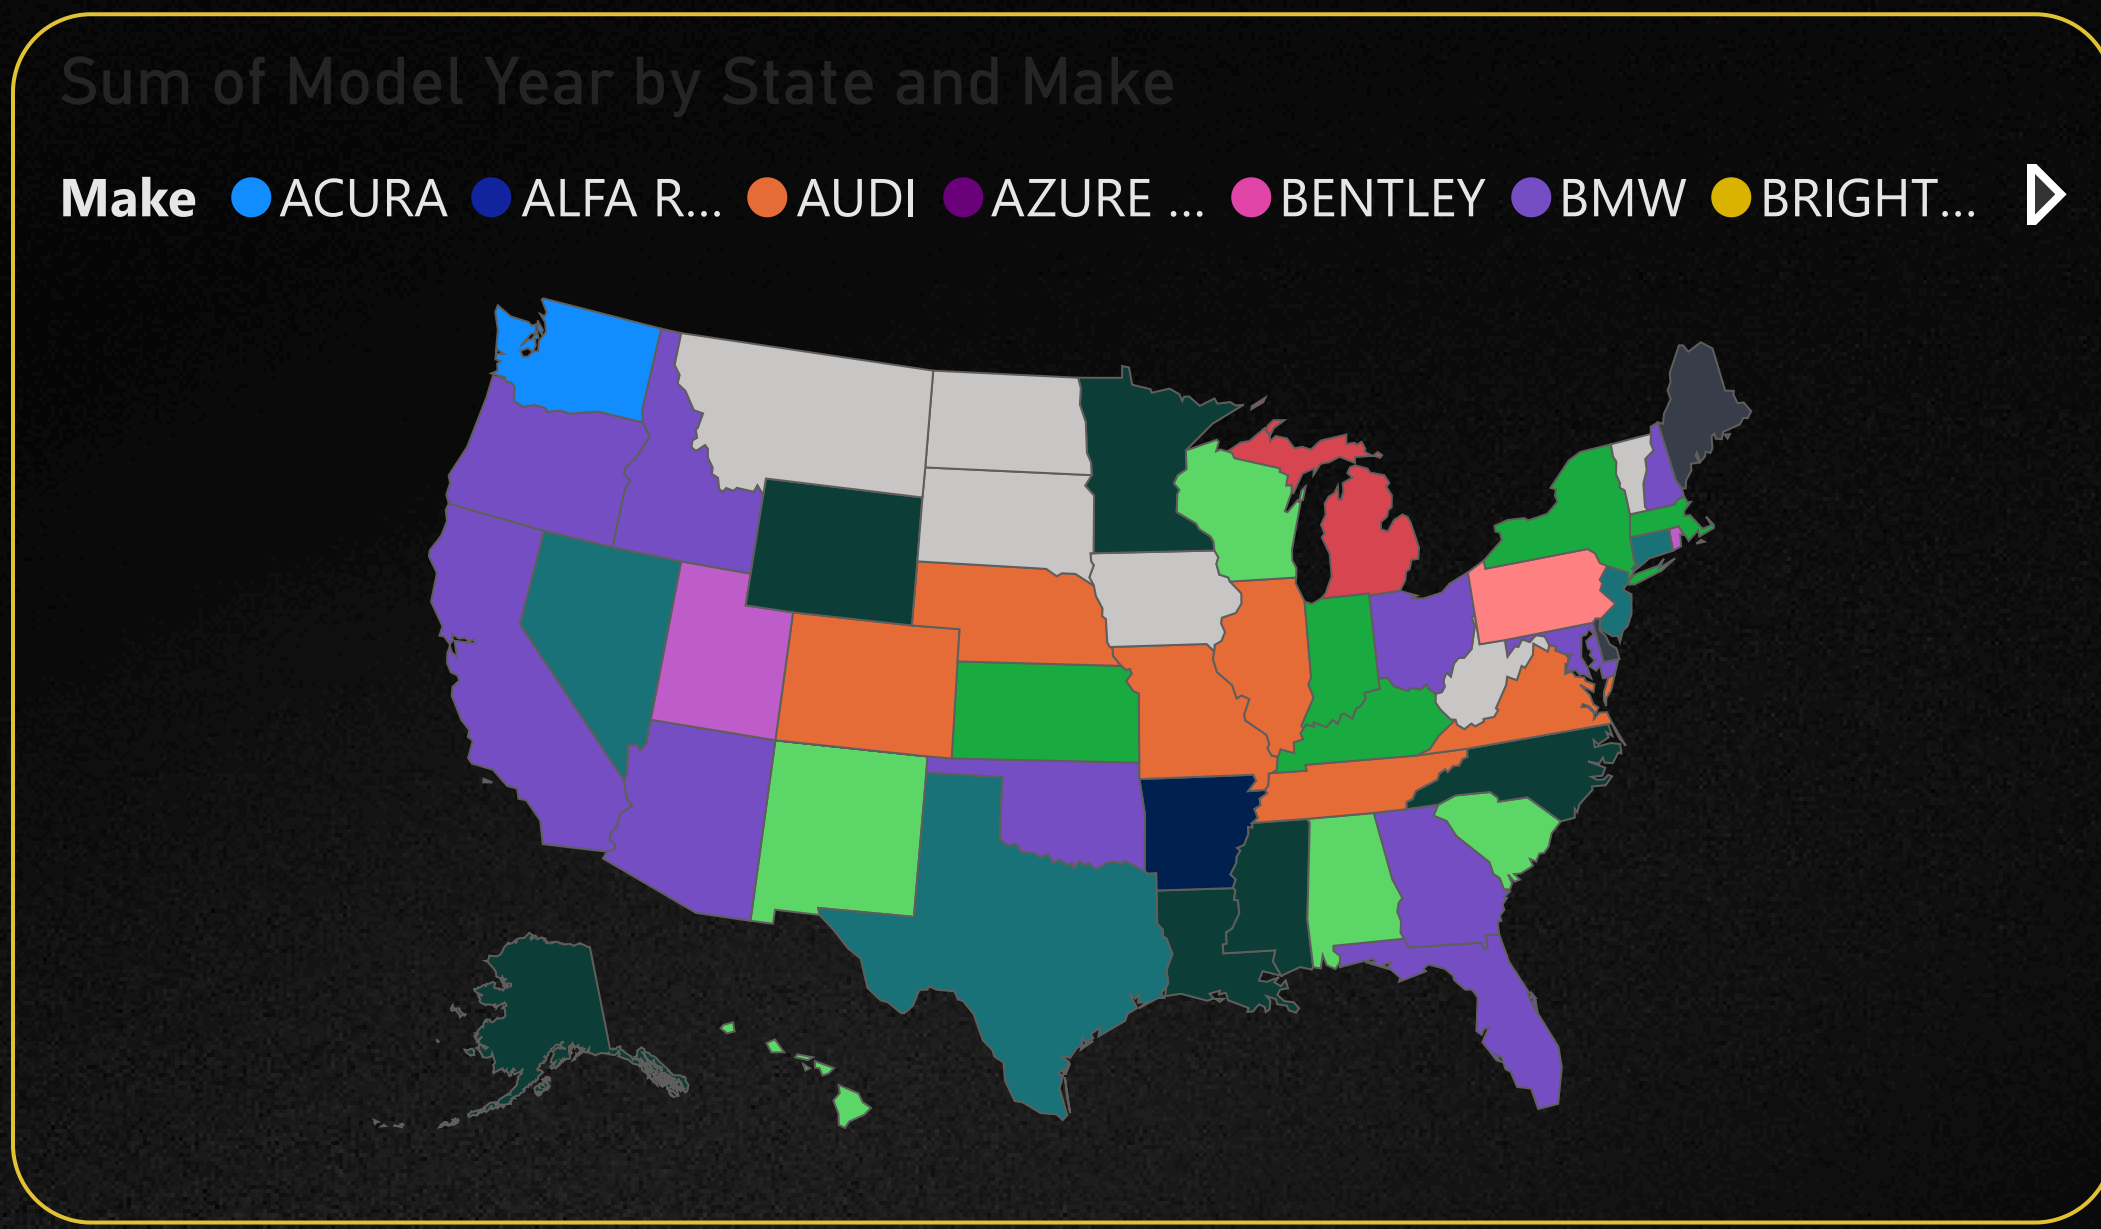 Sum of Model Year by State and Make
Make ACURA ALFA R... AUDI AZURE ... BENTLEY BMW BRIGHT...